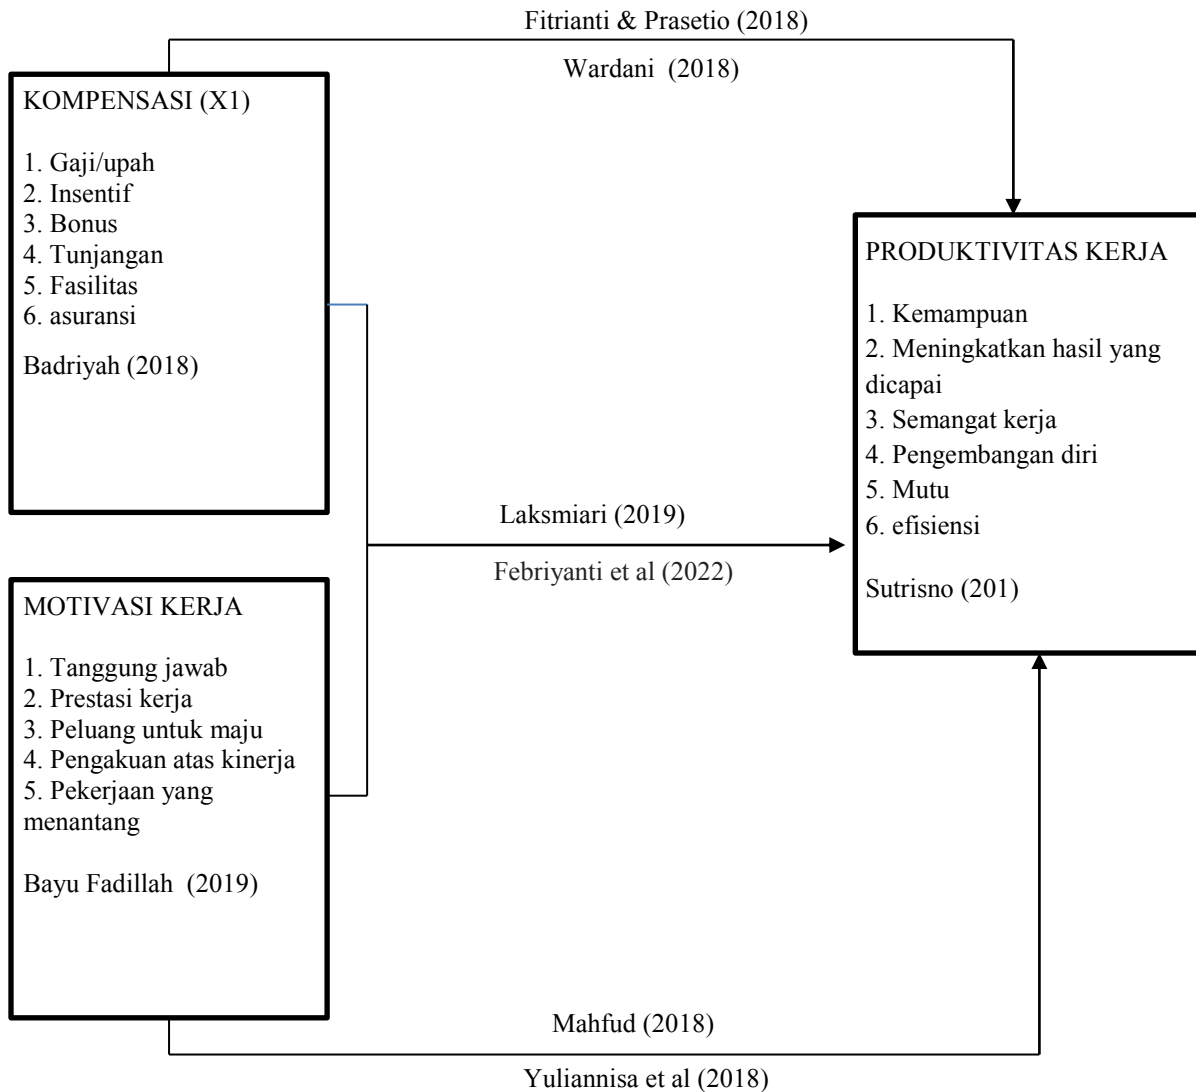 Fitrianti & Prasetio (2018)
Wardani (2018)
KOMPENSASI (X1)
1. Gaji/upah
2. Insentif
3. Bonus
4. Tunjangan
5. Fasilitas
6. asuransi
Badriyah (2018)
PRODUKTIVITAS KERJA
1. Kemampuan
2. Meningkatkan hasil yang
dicapai
3. Semangat kerja
4. Pengembangan diri
5. Mutu
6. efisiensi
Sutrisno (201)
Laksmiari (2019)
Febriyanti et al (2022)
MOTIVASI KERJA
1. Tanggung jawab
2. Prestasi kerja
3. Peluang untuk maju
4. Pengakuan atas kinerja
5. Pekerjaan yang
menantang
Bayu Fadillah (2019)
Mahfud (2018)
Yuliannisa et al (2018)